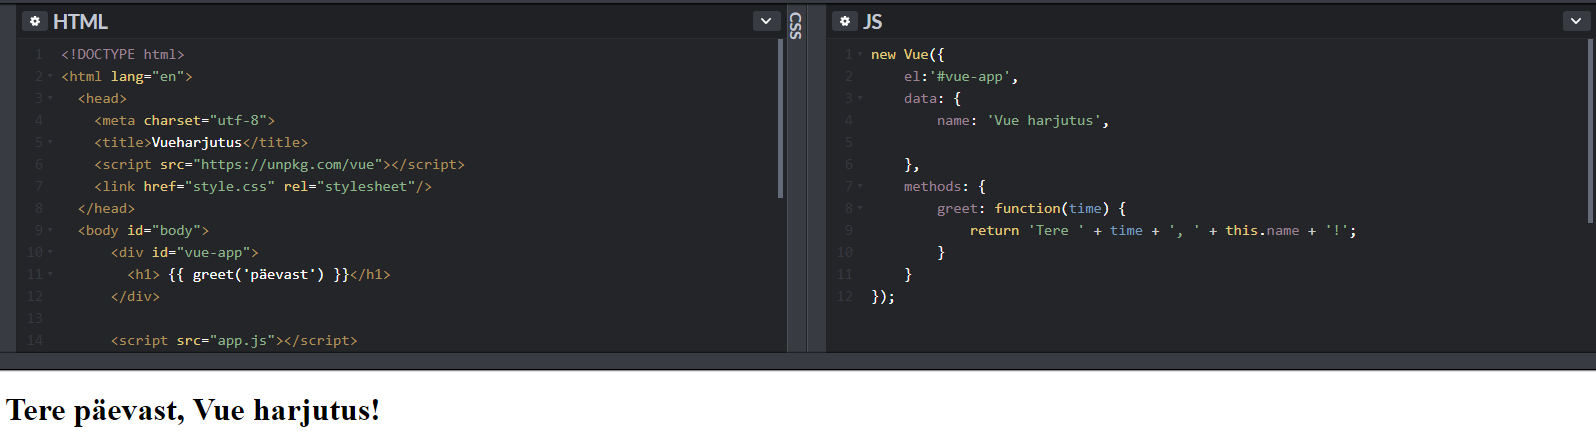 HTML
1 <!DOCTYPE html>
2 <html lang="en">
3 <head>
4 <meta charset="utf-8">
5 <title>Vueharjutus</title>
6 <script src="https://unpkg.com/vue"></script>
7 <link href="style.css" rel="stylesheet"/>
8 </head>
9 <body id="body">
10 <div id="vue-app">
11 <h1> {{ greet('päevast') }}</h1>
12 </div>
13
14 <script src="app.js"></script>
CSS
JS
1 new Vue({
2 el:'#vue-app',
3 data: {
4 name: 'Vue harjutus',
5
6 },
7 methods: {
8 greet: function(time) {
9 return 'Tere ' + time + ', ' + this.name + '!';
10 }
11 }
12 });
Tere päevast, Vue harjutus!